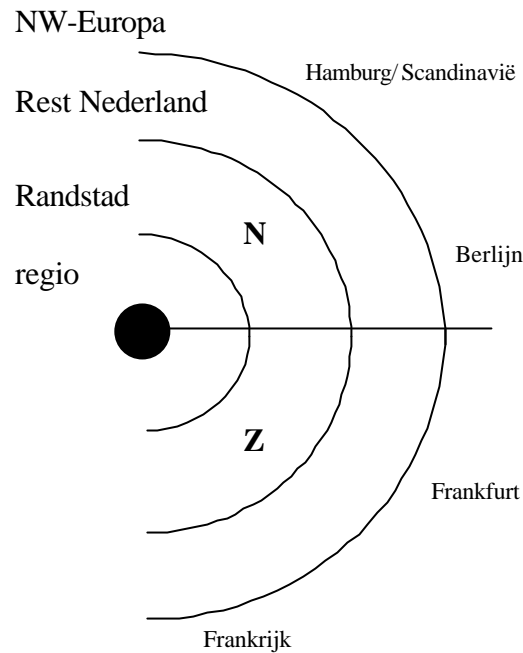 NW-Europa
Hamburg/ Scandinavië
Rest Nederland
Randstad
N
Berlijn
regio
Z
Frankfurt
Frankrijk